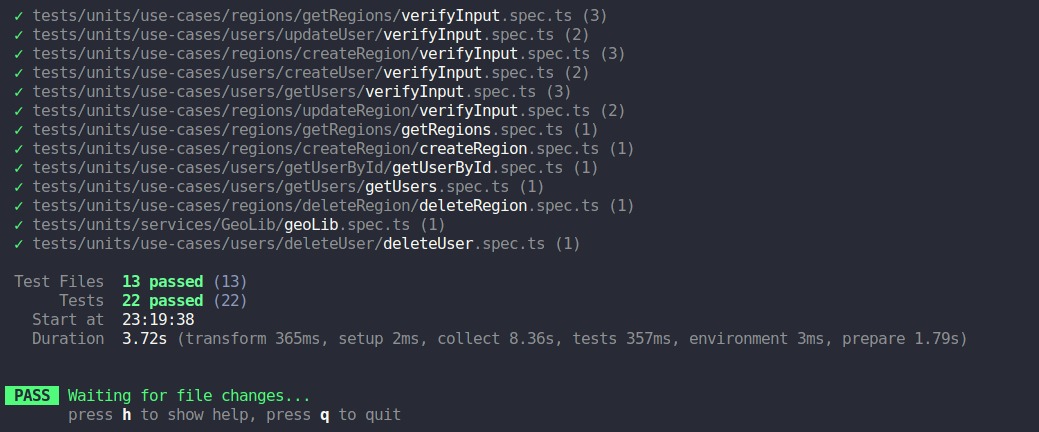 ✓ tests/units/use-cases/regions/getRegions/verifyInput.spec.ts (3)
✓ tests/units/use-cases/users/updateUser/verifyInput.spec.ts (2)
✓ tests/units/use-cases/regions/createRegion/verifyInput.spec.ts (3)
✓ tests/units/use-cases/users/createUser/verifyInput.spec.ts (2)
✓ tests/units/use-cases/users/getUsers/verifyInput.spec.ts (3)
✓ tests/units/use-cases/regions/updateRegion/verifyInput.spec.ts (2)
✓ tests/units/use-cases/regions/getRegions/getRegions.spec.ts (1)
✓ tests/units/use-cases/regions/createRegion/createRegion.spec.ts (1)
✓ tests/units/use-cases/users/getUserById/getUserById.spec.ts (1)
✓ tests/units/use-cases/users/getUsers/getUsers.spec.ts (1)
✓ tests/units/use-cases/regions/deleteRegion/deleteRegion.spec.ts (1)
✓ tests/units/services/GeoLib/geoLib.spec.ts (1)
✓ tests/units/use-cases/users/deleteUser/deleteUser.spec.ts (1)
Test Files 13 passed (13)
Tests 22 passed (22)
Start at 23:19:38
Duration 3.72s (transform 365ms, setup 2ms, collect 8.36s, tests 357ms, environment 3ms, prepare 1.79s)
PASS Waiting for file changes...
press h to show help, press q to quit